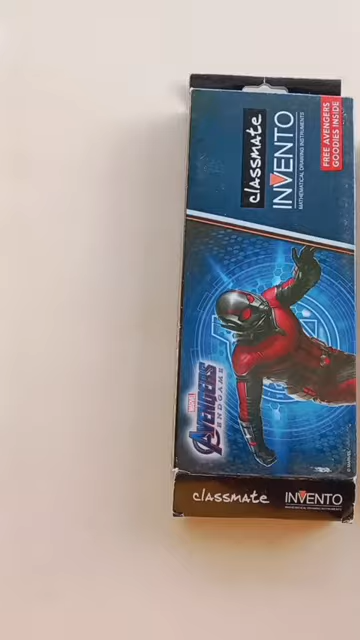 classmate
INVENTO
MATHEMATICAL DRAWING INSTRUMENTS
FREE AVENGERS
GOODIES INSIDE
MARVEL
AVENGERS
ENDGAME
classmate
INVENTO